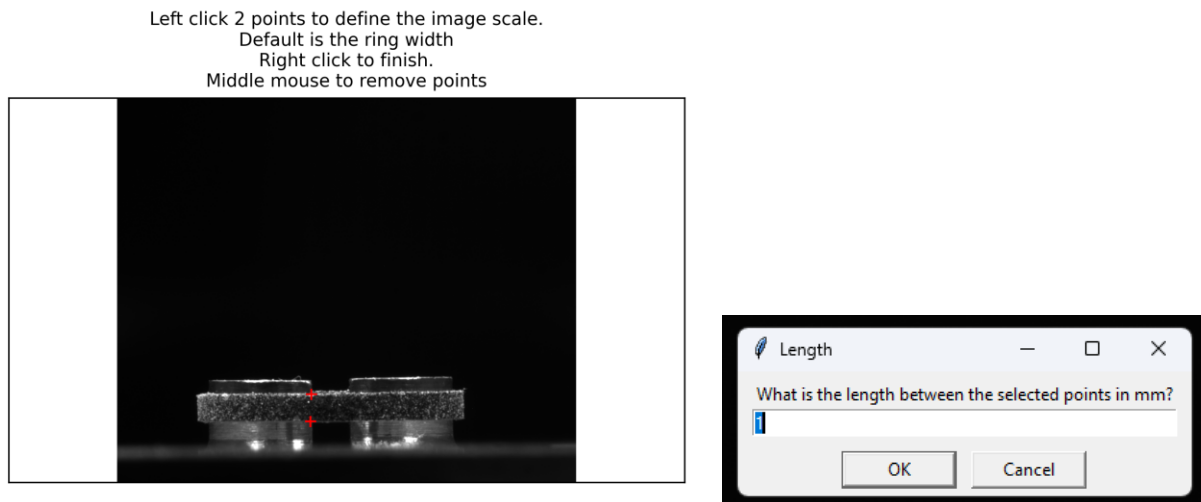 Left click 2 points to define the image scale.
Default is the ring width
Right click to finish.
Middle mouse to remove points
Length
What is the length between the selected points in mm?
1
OK
Cancel